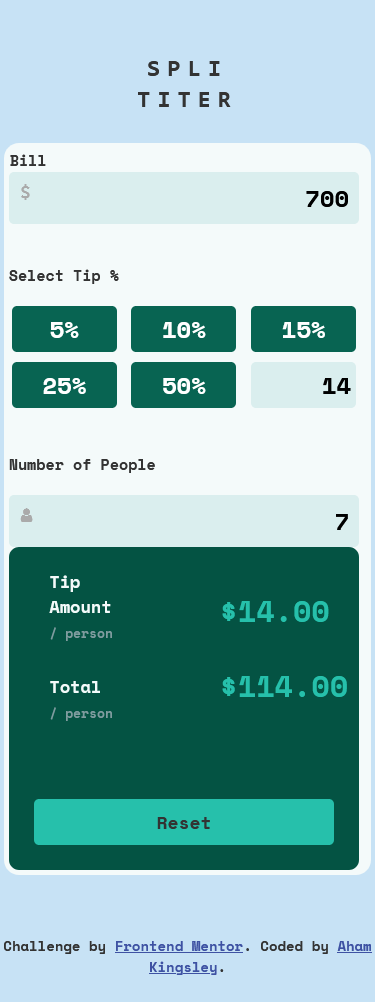 SPLI
TITER
Bill
$
700
Select Tip %
5% 10% 15%
25% 50% 14
Number of People
7
Tip
Amount
/ person
$14.00
Total
/ person
$114.00
Reset
Challenge by Frontend Mentor. Coded by Aham
Kingsley.